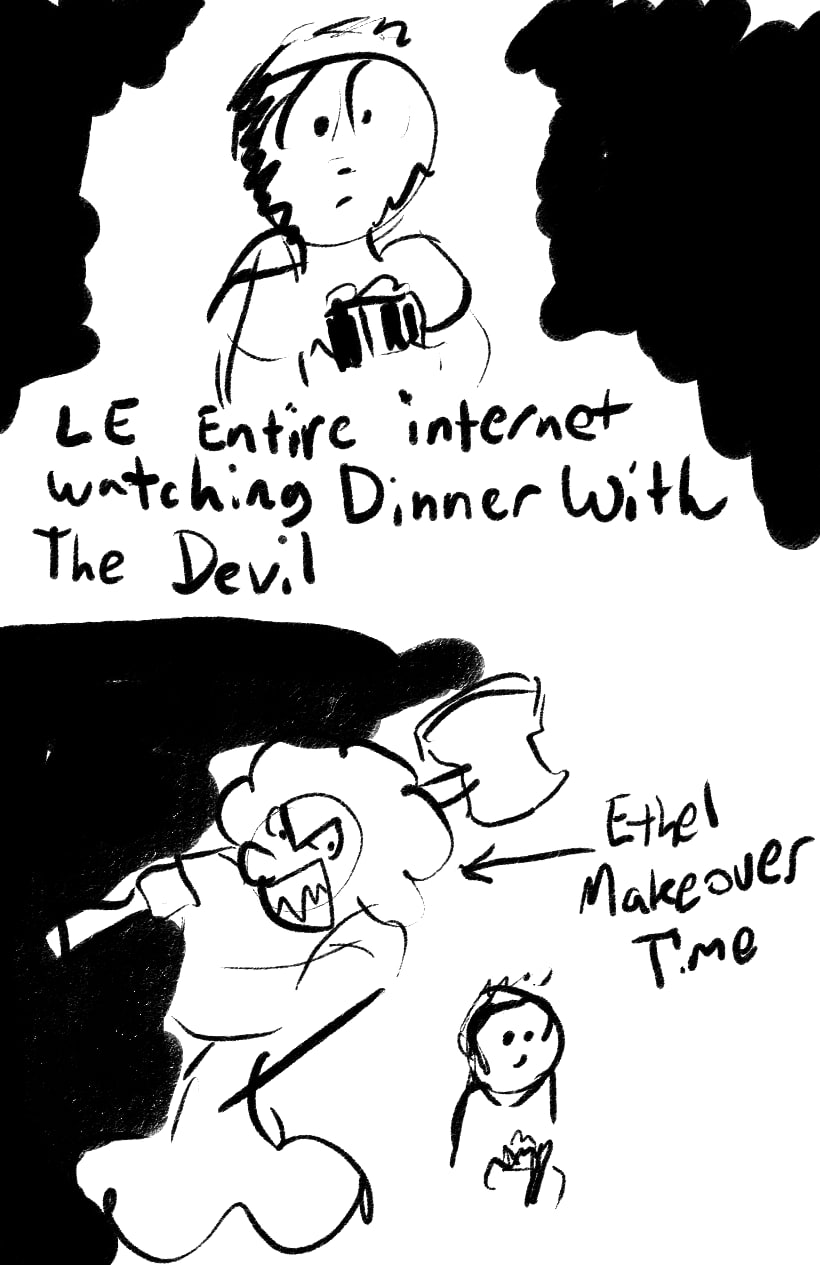 LE Entire internet
watching Dinner With
The Devil
Ethel
Makeover
Time